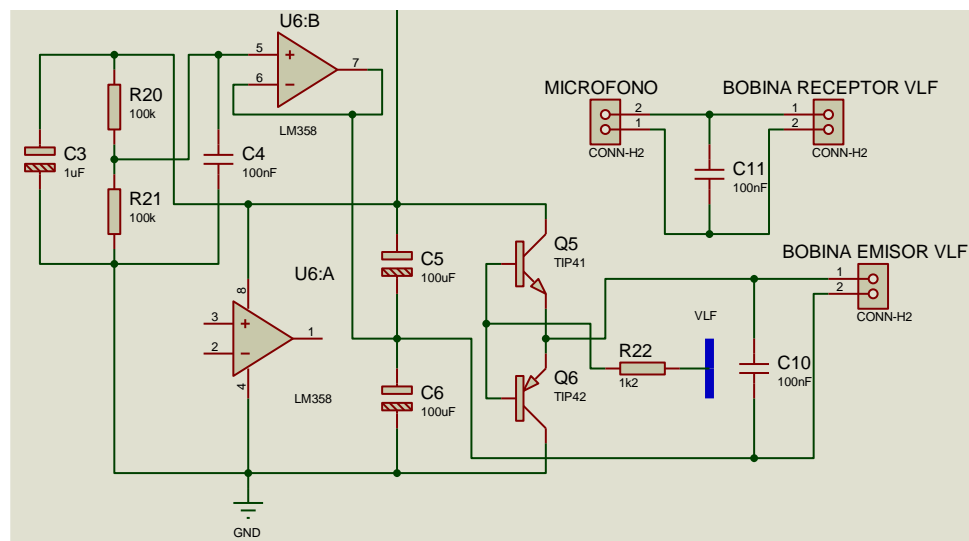 U6:B
5
6
7
LM358
R20
100k
C3
1uF
C4
100nF
R21
100k
MICROFONO
2
1
CONN-H2
BOBINA RECEPTOR VLF
1
2
CONN-H2
C11
100nF
U6:A
8
3
2
1
4
LM358
C5
100uF
C6
100uF
Q5
TIP41
Q6
TIP42
R22
1k2
VLF
BOBINA EMISOR VLF
1
2
CONN-H2
C10
100nF
GND